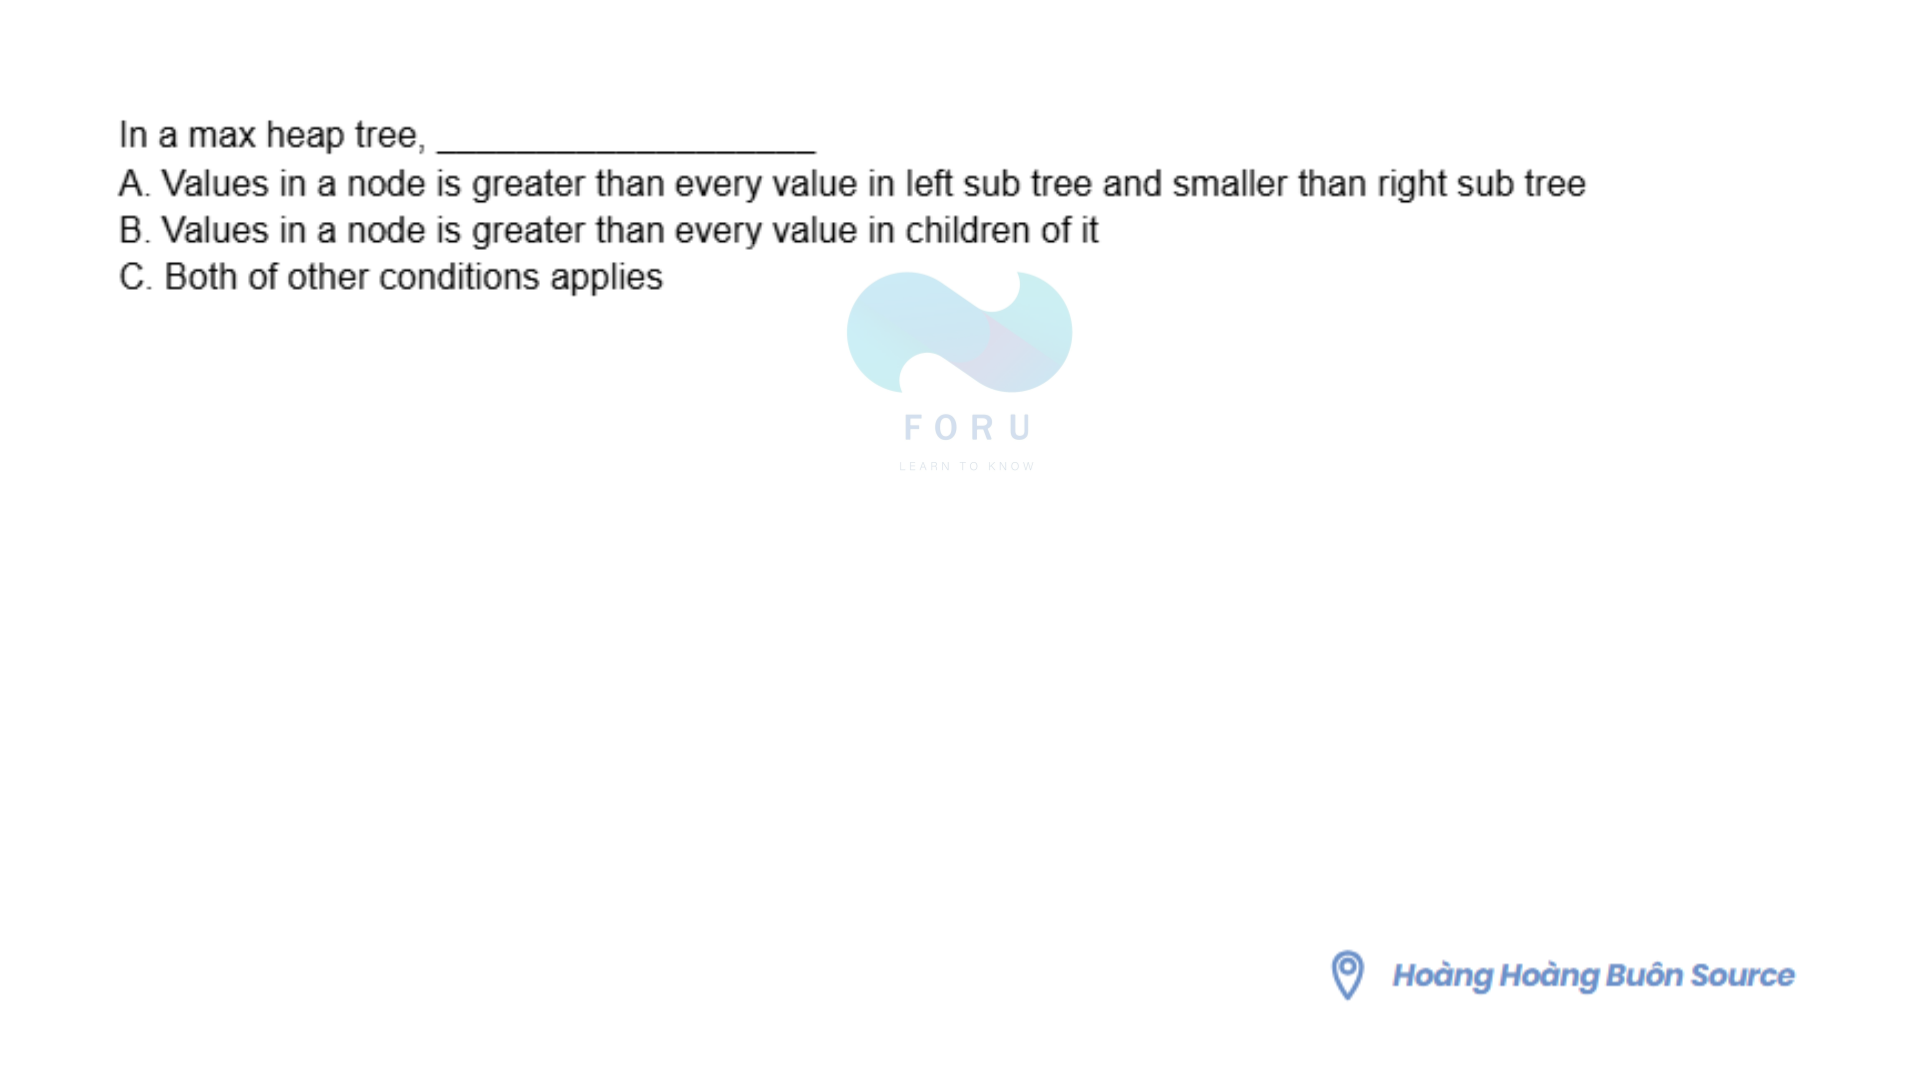 In a max heap tree, ___________________
A. Values in a node is greater than every value in left sub tree and smaller than right sub tree
B. Values in a node is greater than every value in children of it
C. Both of other conditions applies
FORU
LEARN TO KNOW
Hoàng Hoàng Buôn Source